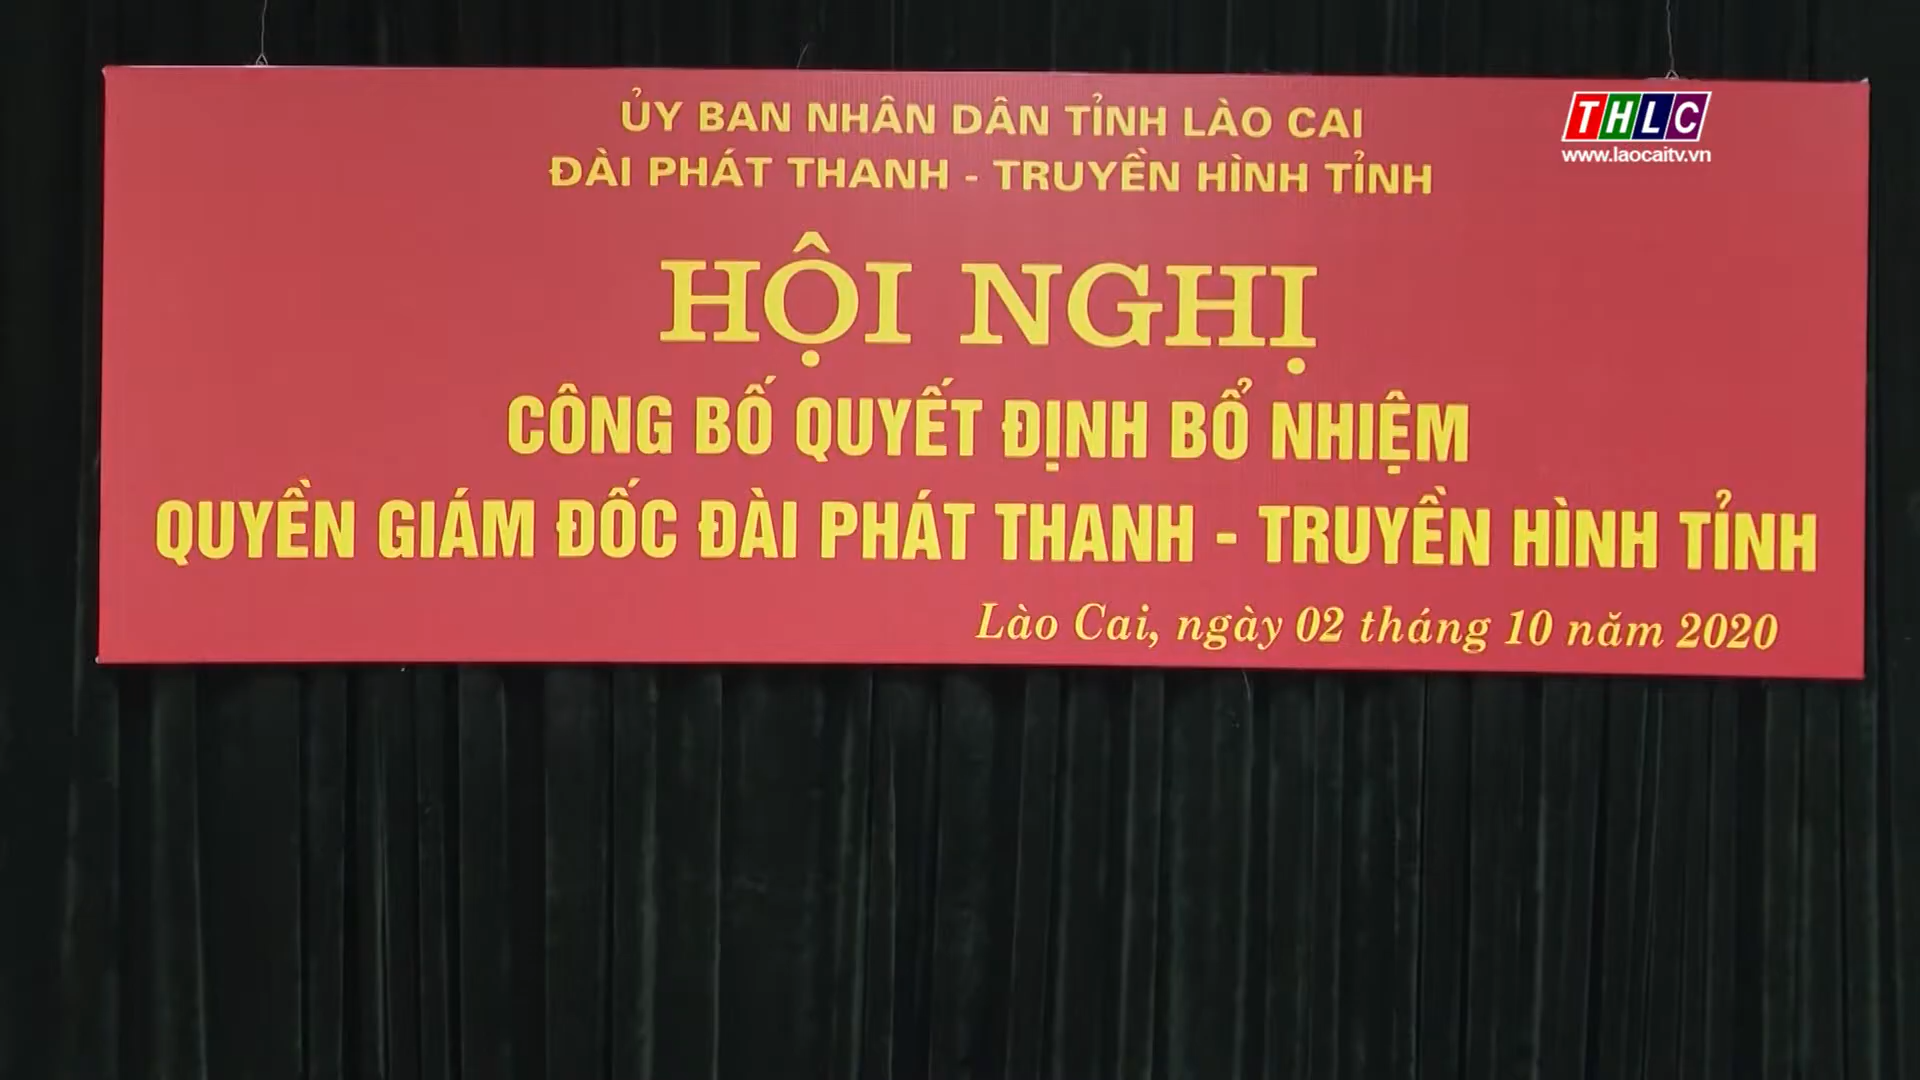 ỦY BAN NHÂN DÂN TỈNH LÀO CAI
ĐÀI PHÁT THANH - TRUYỀN HÌNH TỈNH
THLC
www.laocaitv.vn
HỘI NGHỊ
CÔNG BỐ QUYẾT ĐỊNH BỔ NHIỆM
QUYỀN GIÁM ĐỐC ĐÀI PHÁT THANH - TRUYỀN HÌNH TỈNH
Lào Cai, ngày 02 tháng 10 năm 2020